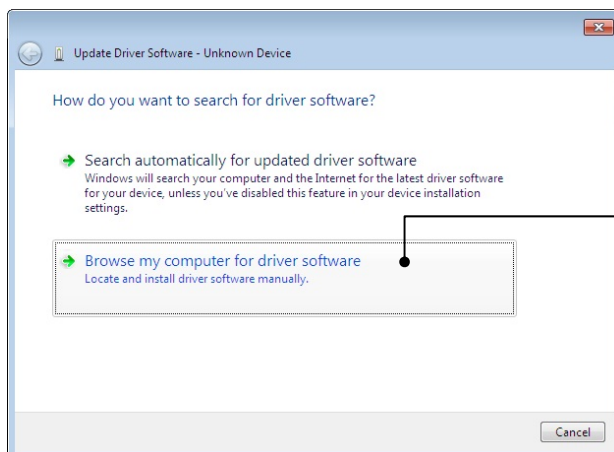 Update Driver Software - Unknown Device
How do you want to search for driver software?
Search automatically for updated driver software
Windows will search your computer and the Internet for the latest driver software
for your device, unless you've disabled this feature in your device installation
settings.
Browse my computer for driver software
Locate and install driver software manually.
Cancel